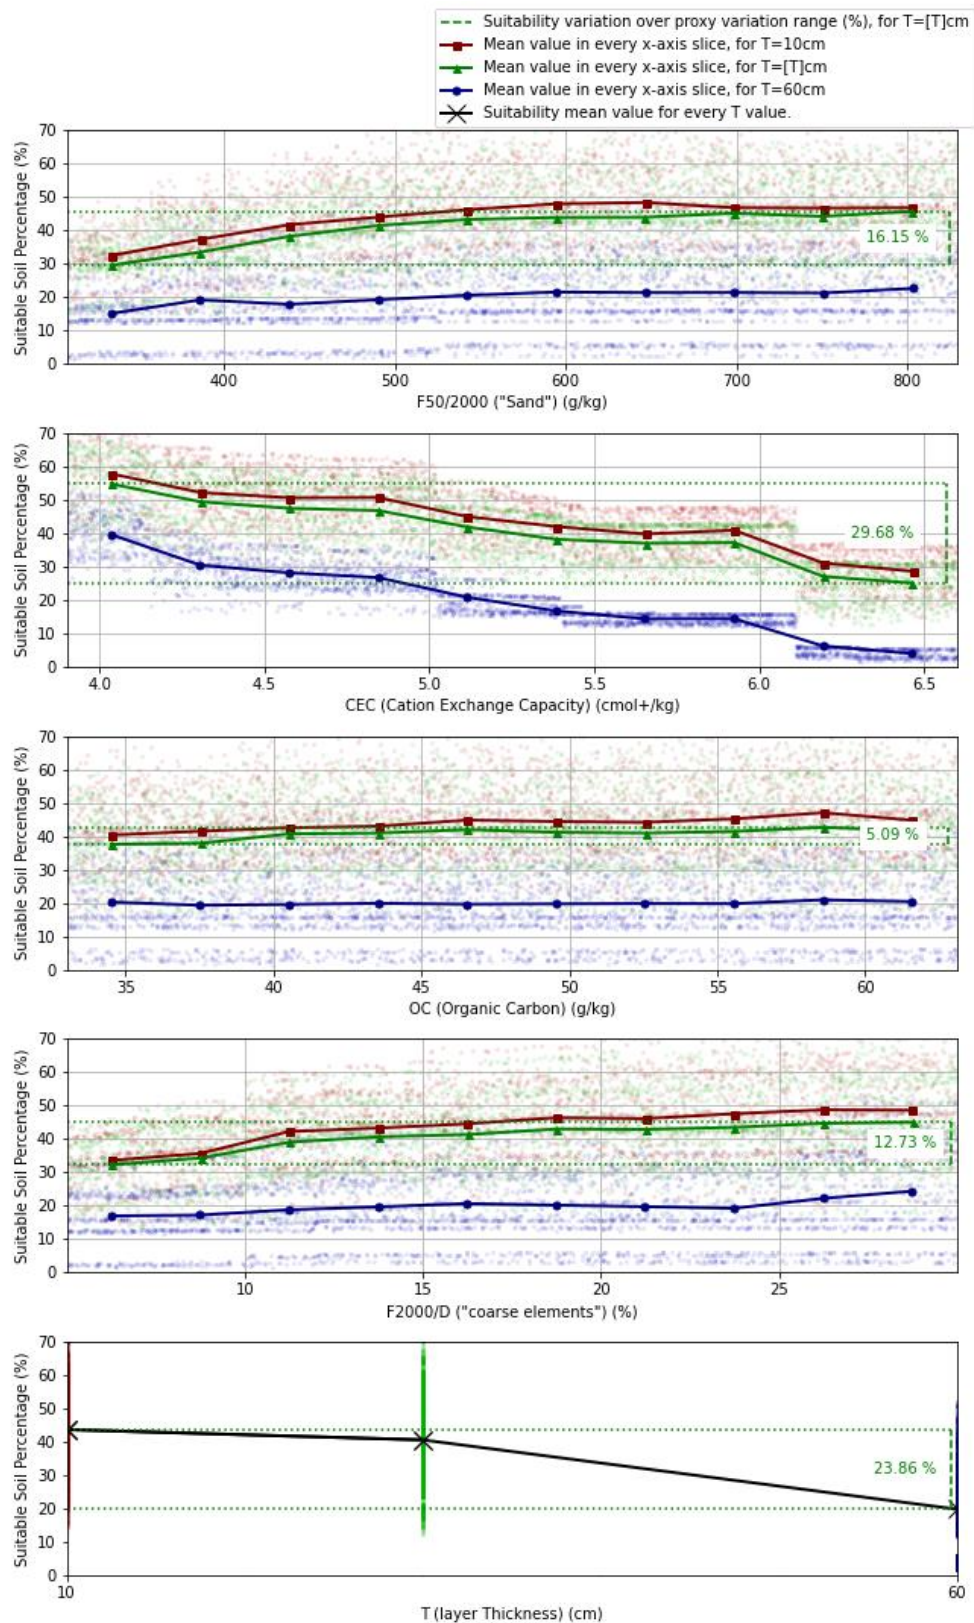 Suitability variation over proxy variation range (%), for T=[T]cm
Mean value in every x-axis slice, for T=10cm
Mean value in every x-axis slice, for T=[T]cm
Mean value in every x-axis slice, for T=60cm
Suitability mean value for every T value.
70
60
50
40
30
20
10
0
Suitable Soil Percentage (%)
16.15 %
400 500 600 700 800
F50/2000 ("Sand") (g/kg)
70
60
50
40
30
20
10
0
Suitable Soil Percentage (%)
29.68 %
4.0 4.5 5.0 5.5 6.0 6.5
CEC (Cation Exchange Capacity) (cmol+/kg)
70
60
50
40
30
20
10
0
Suitable Soil Percentage (%)
5.09 %
35 40 45 50 55 60
OC (Organic Carbon) (g/kg)
70
60
50
40
30
20
10
0
Suitable Soil Percentage (%)
12.73 %
10 15 20 25
F2000/D ("coarse elements") (%)
70
60
50
40
30
20
10
0
Suitable Soil Percentage (%)
23.86 %
10 60
T (layer Thickness) (cm)